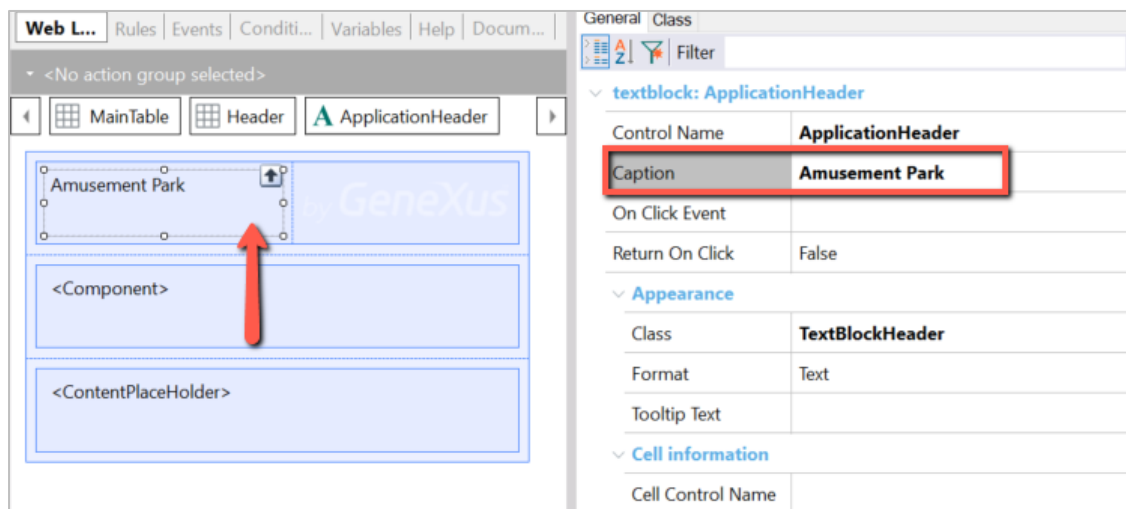 Web L... Rules Events Conditi... Variables Help Docum...
<No action group selected>
MainTable Header A ApplicationHeader
Amusement Park
by GeneXus
<Component>
<ContentPlaceHolder>
General Class
A Z Filter
textblock: ApplicationHeader
Control Name ApplicationHeader
Caption Amusement Park
On Click Event
Return On Click False
Appearance
Class TextBlockHeader
Format Text
Tooltip Text
Cell information
Cell Control Name